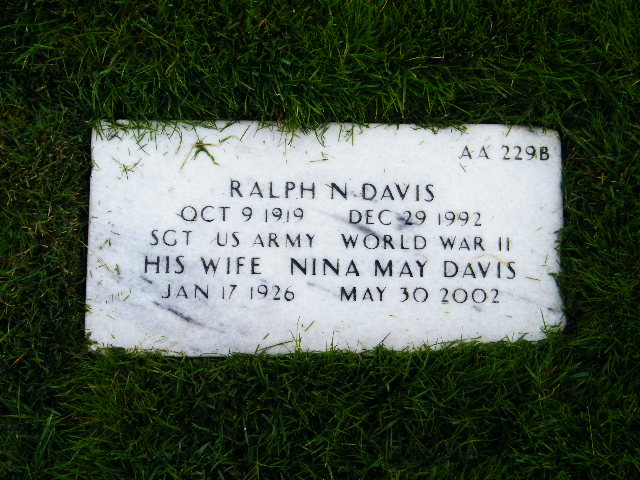 AA 229B
RALPH N DAVIS
OCT 9 1919 DEC 29 1992
SGT US ARMY WORLD WAR II
HIS WIFE NINA MAY DAVIS
JAN 17 1926 MAY 30 2002